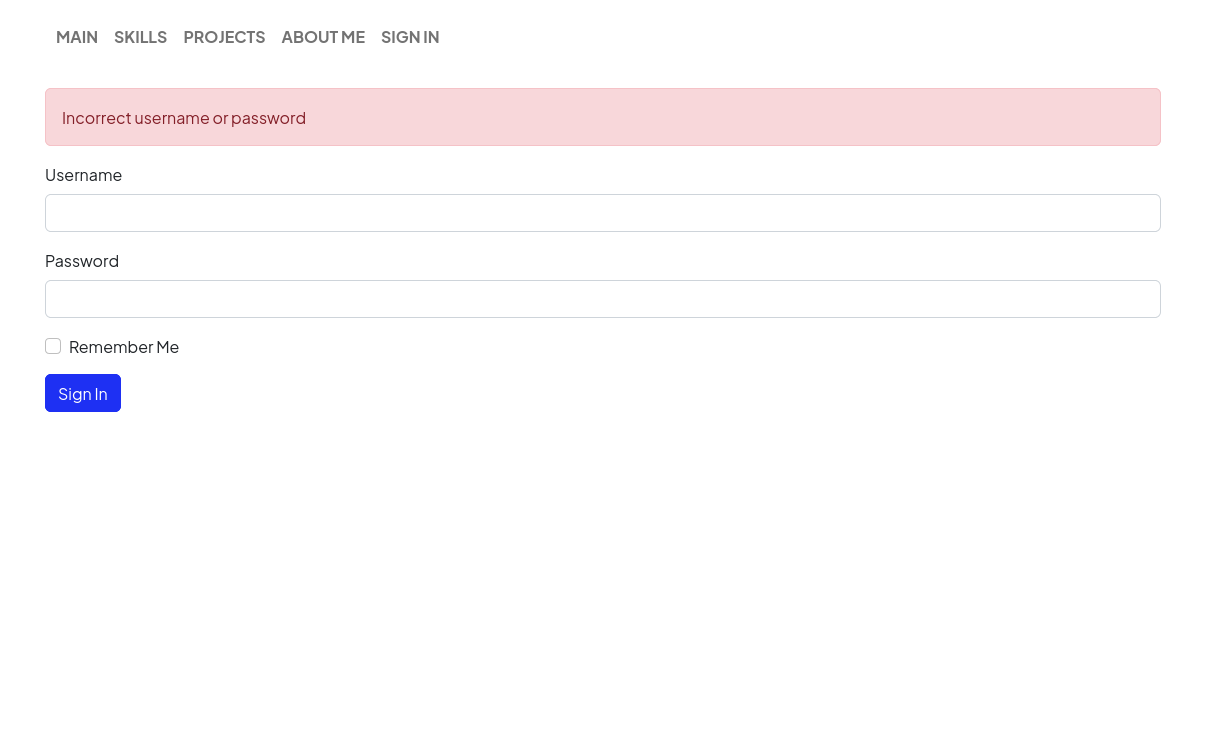 MAIN SKILLS PROJECTS ABOUT ME SIGN IN
Incorrect username or password
Username
Password
Remember Me
Sign In